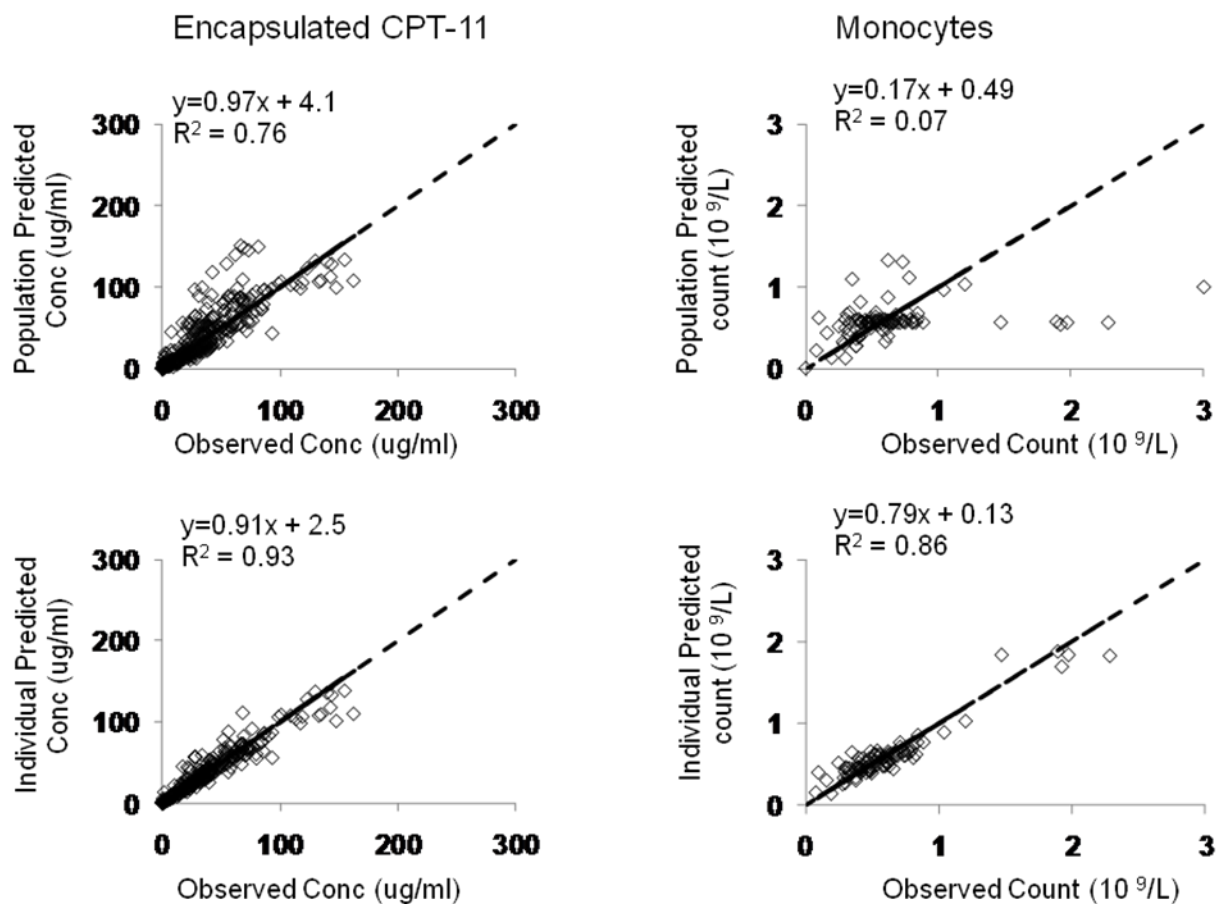 Encapsulated CPT-11
Monocytes
y=0.97x + 4.1
R² = 0.76
300
200
100
0
0
100
200
300
Population Predicted
Conc (ug/ml)
Observed Conc (ug/ml)
y=0.17x + 0.49
R² = 0.07
3
2
1
0
0
1
2
3
Population Predicted
count (10 ⁹/L)
Observed Count (10 ⁹/L)
y=0.91x + 2.5
R² = 0.93
300
200
100
0
0
100
200
300
Individual Predicted
Conc (ug/ml)
Observed Conc (ug/ml)
y=0.79x + 0.13
R² = 0.86
3
2
1
0
0
1
2
3
Individual Predicted
count (10 ⁹/L)
Observed Count (10 ⁹/L)